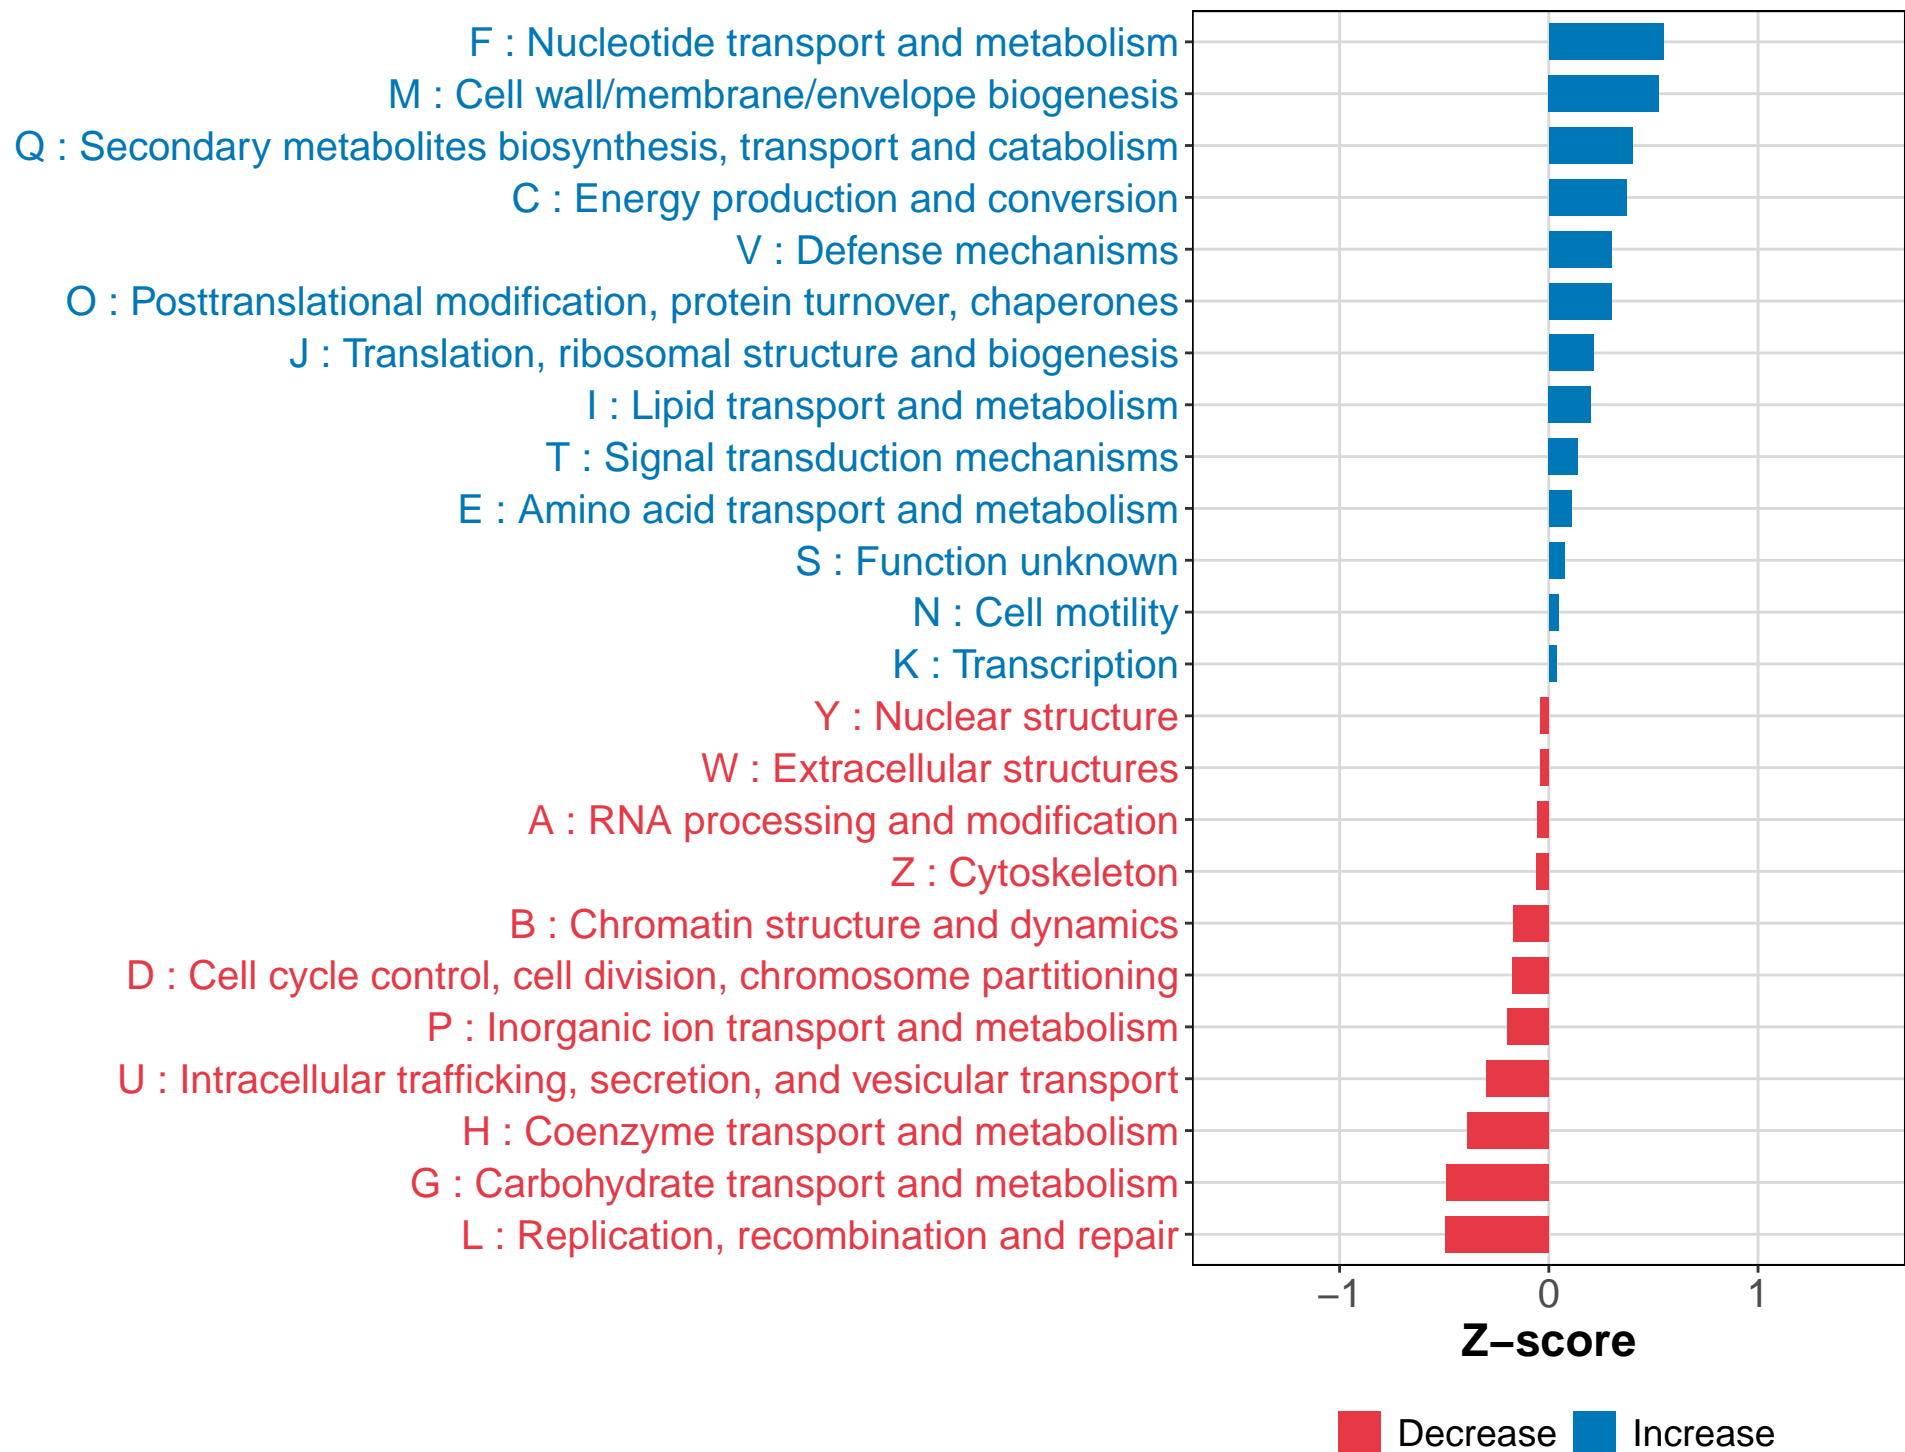 F : Nucleotide transport and metabolism
M : Cell wall/membrane/envelope biogenesis
Q : Secondary metabolites biosynthesis, transport and catabolism
C : Energy production and conversion
V : Defense mechanisms
O : Posttranslational modification, protein turnover, chaperones
J : Translation, ribosomal structure and biogenesis
I : Lipid transport and metabolism
T : Signal transduction mechanisms
E : Amino acid transport and metabolism
S : Function unknown
N : Cell motility
K : Transcription
Y : Nuclear structure
W : Extracellular structures
A : RNA processing and modification
Z : Cytoskeleton
B : Chromatin structure and dynamics
D : Cell cycle control, cell division, chromosome partitioning
P : Inorganic ion transport and metabolism
U : Intracellular trafficking, secretion, and vesicular transport
H : Coenzyme transport and metabolism
G : Carbohydrate transport and metabolism
L : Replication, recombination and repair
−1 0 1
Z−score
Decrease Increase